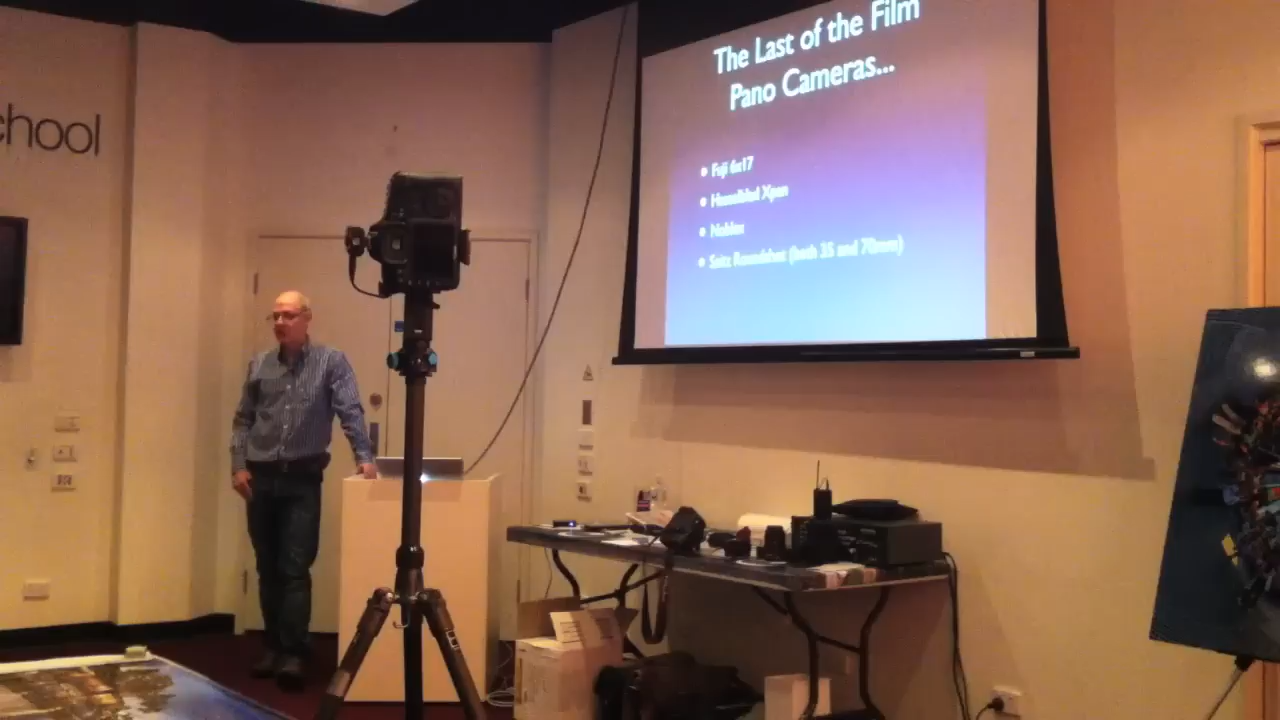 chool
The Last of the Film
Pano Cameras...
• Fuji 6x17
• Hasselblad Xpan
• Noblex
• Seitz Roundshot (both 35 and 70mm)